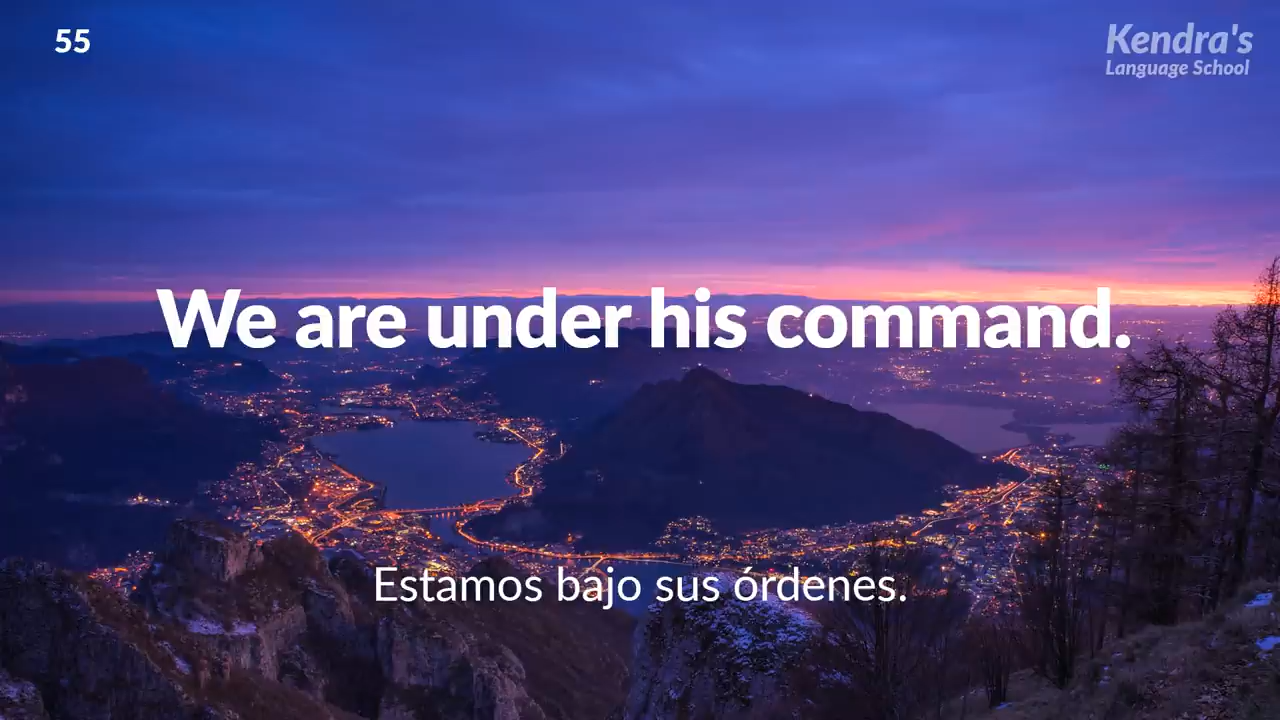 55
Kendra's
Language School
We are under his command.
Estamos bajo sus órdenes.